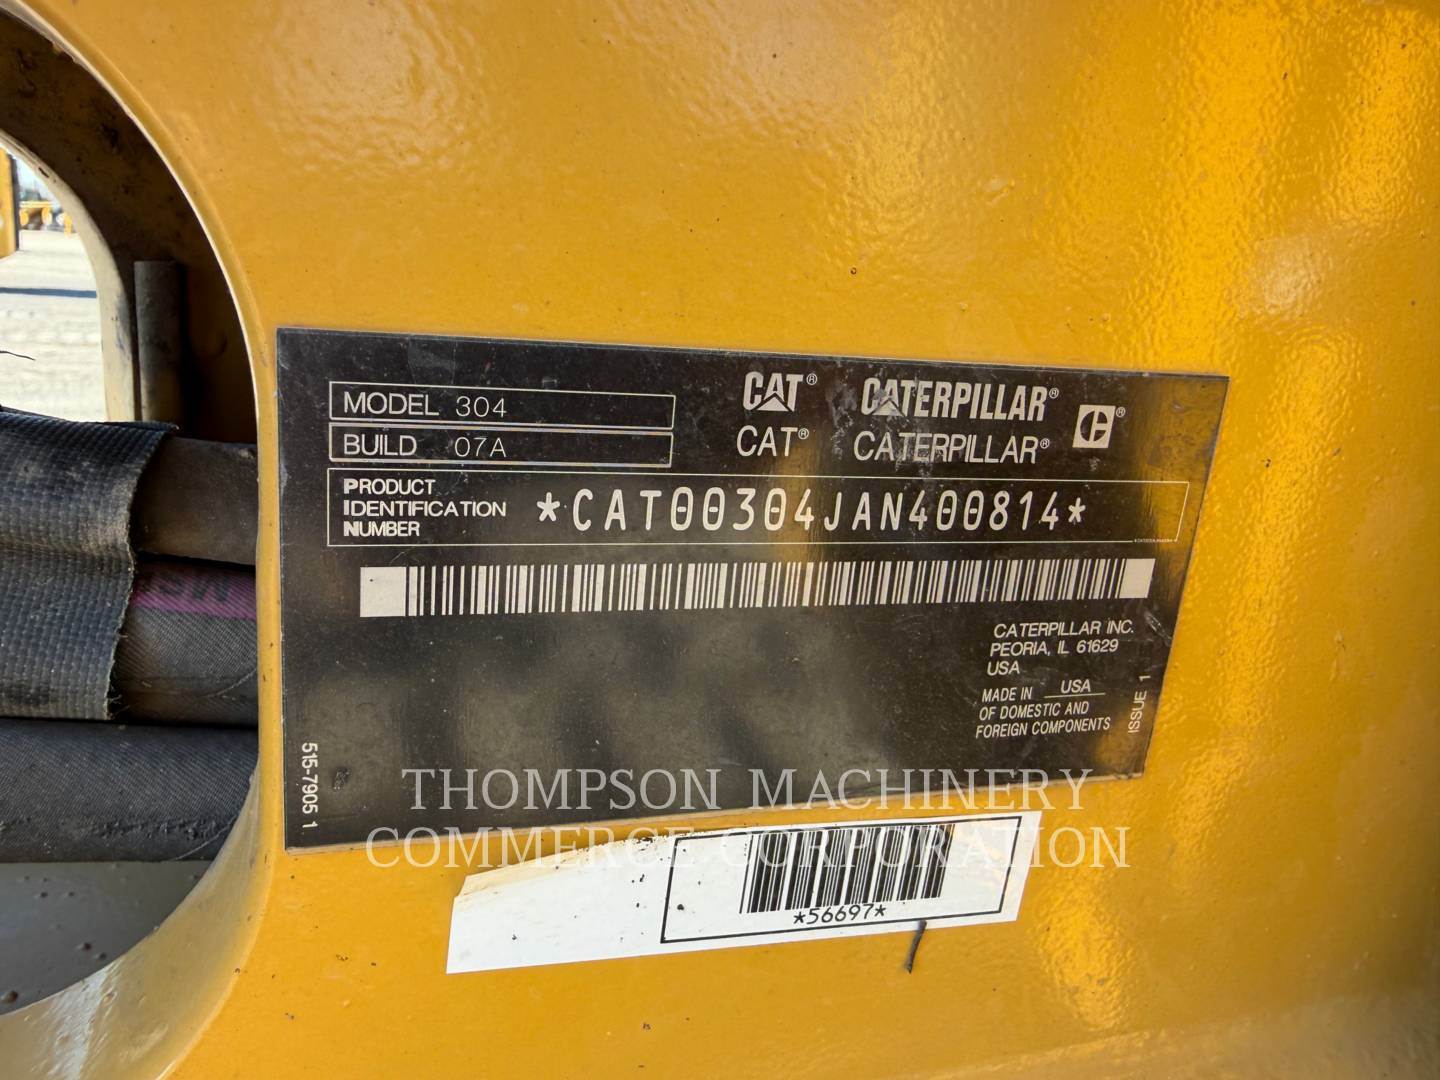 MODEL 304
BUILD 07A
CAT® CATERPILLAR®
CAT® CATERPILLAR® ®
PRODUCT
IDENTIFICATION
NUMBER
*CAT00304JAN400814*
CATERPILLAR INC.
PEORIA, IL 61629
USA
MADE IN USA
OF DOMESTIC AND
FOREIGN COMPONENTS
ISSUE 1
515-7905 1
THOMPSON MACHINERY
COMMERCE CORPORATION
*56697*